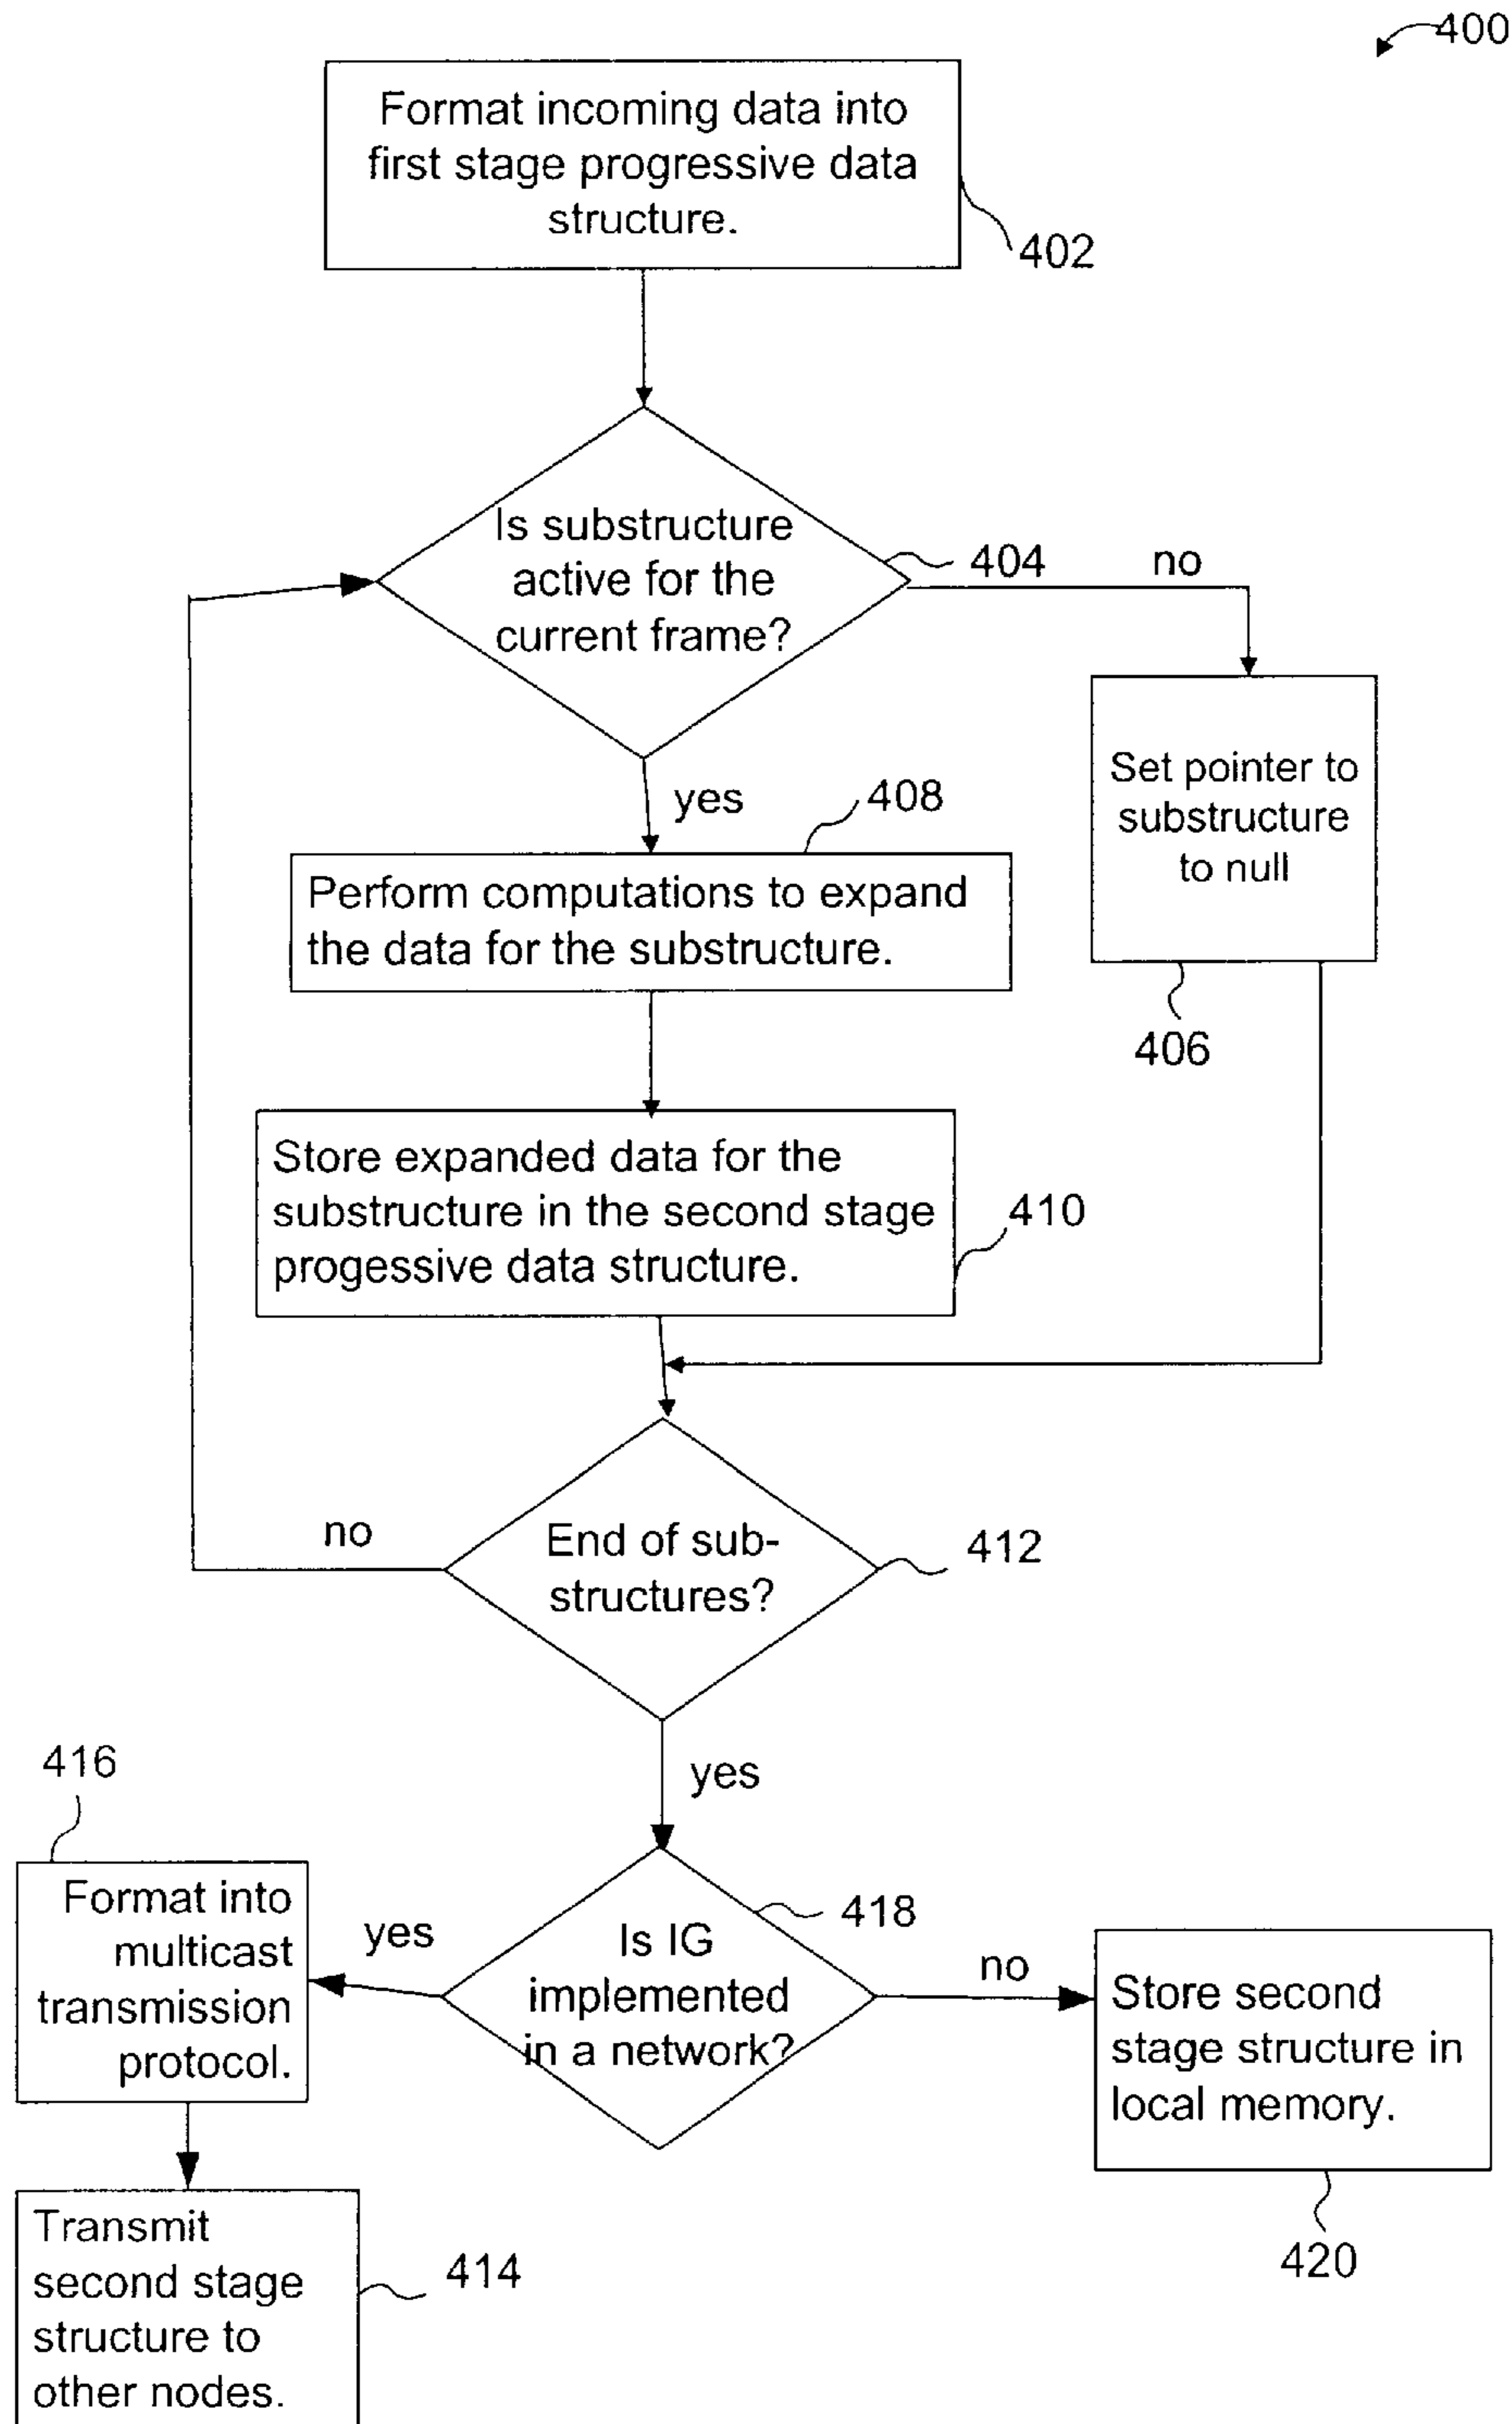 400
Format incoming data into
first stage progressive data
structure.
402
Is substructure
active for the
current frame?
404
no
Set pointer to
substructure
to null
406
yes
408
Perform computations to expand
the data for the substructure.
Store expanded data for the
substructure in the second stage
progessive data structure.
410
no
End of sub-
structures?
412
yes
416
Format into
multicast
transmission
protocol.
yes
Is IG
implemented
in a network?
418
no
Store second
stage structure in
local memory.
420
Transmit
second stage
structure to
other nodes.
414